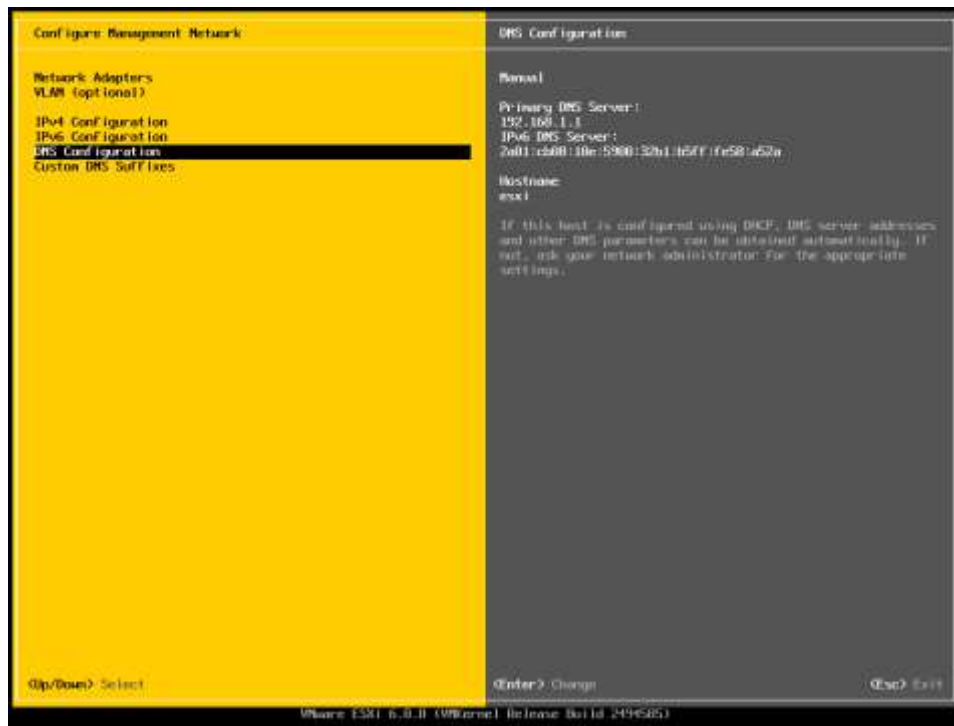 Configure Management Network
Network Adapters
VLAN (optional)
IPv4 Configuration
IPv6 Configuration
DNS Configuration
Custom DNS Suffixes
<Up/Down> Select
DNS Configuration
Manual
Primary DNS Server:
192.168.1.1
IPv6 DNS Server:
Hostname
esxi
If this host is configured using DHCP, DNS server addresses
and other DNS parameters can be obtained automatically. If
not, ask your network administrator for the appropriate
settings.
<Enter> Change
<Esc> Exit
VMware ESXi 6.0.0 (VMKernel Release Build 2494585)